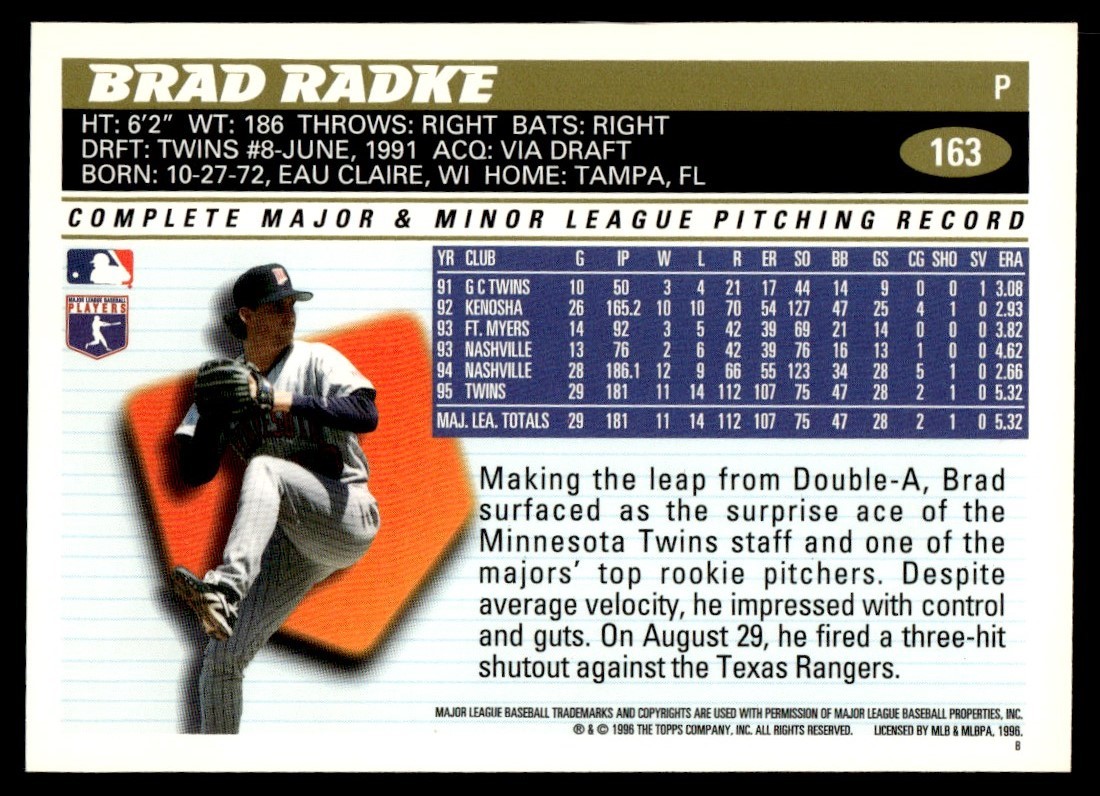 BRAD RADKE P
HT: 6'2" WT: 186 THROWS: RIGHT BATS: RIGHT
DRFT: TWINS #8-JUNE, 1991 ACQ: VIA DRAFT
163
BORN: 10-27-72, EAU CLAIRE, WI HOME: TAMPA, FL
COMPLETE MAJOR & MINOR LEAGUE PITCHING RECORD
MAJOR LEAGUE BASEBALL
PLAYERS
YR CLUB G IP W L R ER SO BB GS CG SHO SV ERA
91 G C TWINS 10 50 3 4 21 17 44 14 9 0 0 1 3.08
92 KENOSHA 26 165.2 10 10 70 54 127 47 25 4 1 0 2.93
93 FT. MYERS 14 92 3 5 42 39 69 21 14 0 0 0 3.82
93 NASHVILLE 13 76 2 6 42 39 76 16 13 1 0 0 4.62
94 NASHVILLE 28 186.1 12 9 66 55 123 34 28 5 1 0 2.66
95 TWINS 29 181 11 14 112 107 75 47 28 2 1 0 5.32
MAJ. LEA. TOTALS 29 181 11 14 112 107 75 47 28 2 1 0 5.32
Making the leap from Double-A, Brad
surfaced as the surprise ace of the
Minnesota Twins staff and one of the
majors' top rookie pitchers. Despite
average velocity, he impressed with control
and guts. On August 29, he fired a three-hit
shutout against the Texas Rangers.
MAJOR LEAGUE BASEBALL TRADEMARKS AND COPYRIGHTS ARE USED WITH PERMISSION OF MAJOR LEAGUE BASEBALL PROPERTIES, INC.
® & © 1996 THE TOPPS COMPANY, INC. ALL RIGHTS RESERVED. LICENSED BY MLB & MLBPA, 1996.
B